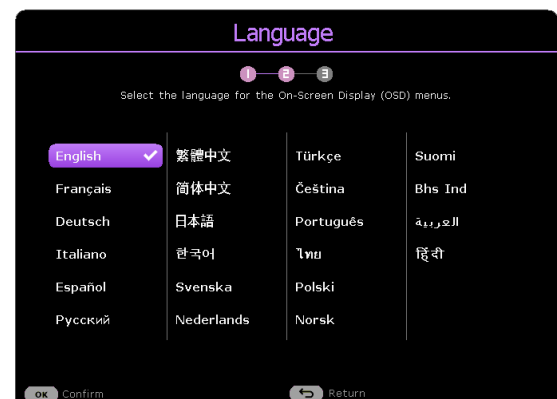 Language
1 2 3
Select the language for the On-Screen Display (OSD) menus.
English
Français
Deutsch
Italiano
Español
Русский
繁體中文
简体中文
日本語
한국어
Svenska
Nederlands
Türkçe
Čeština
Português
ไทย
Polski
Norsk
Suomi
Bhs Ind
العربية
हिंदी
OK Confirm
Return